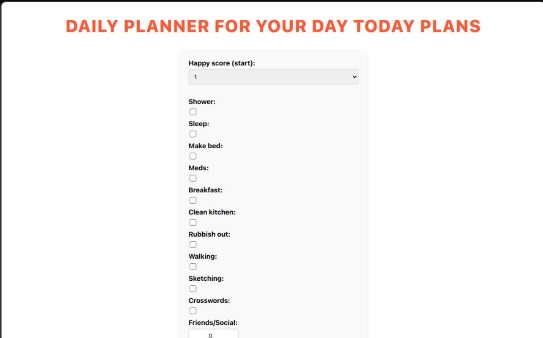 DAILY PLANNER FOR YOUR DAY TODAY PLANS
Happy score (start):
1
Shower:
Sleep:
Make bed:
Meds:
Breakfast:
Clean kitchen:
Rubbish out:
Walking:
Sketching:
Crosswords:
Friends/Social:
0